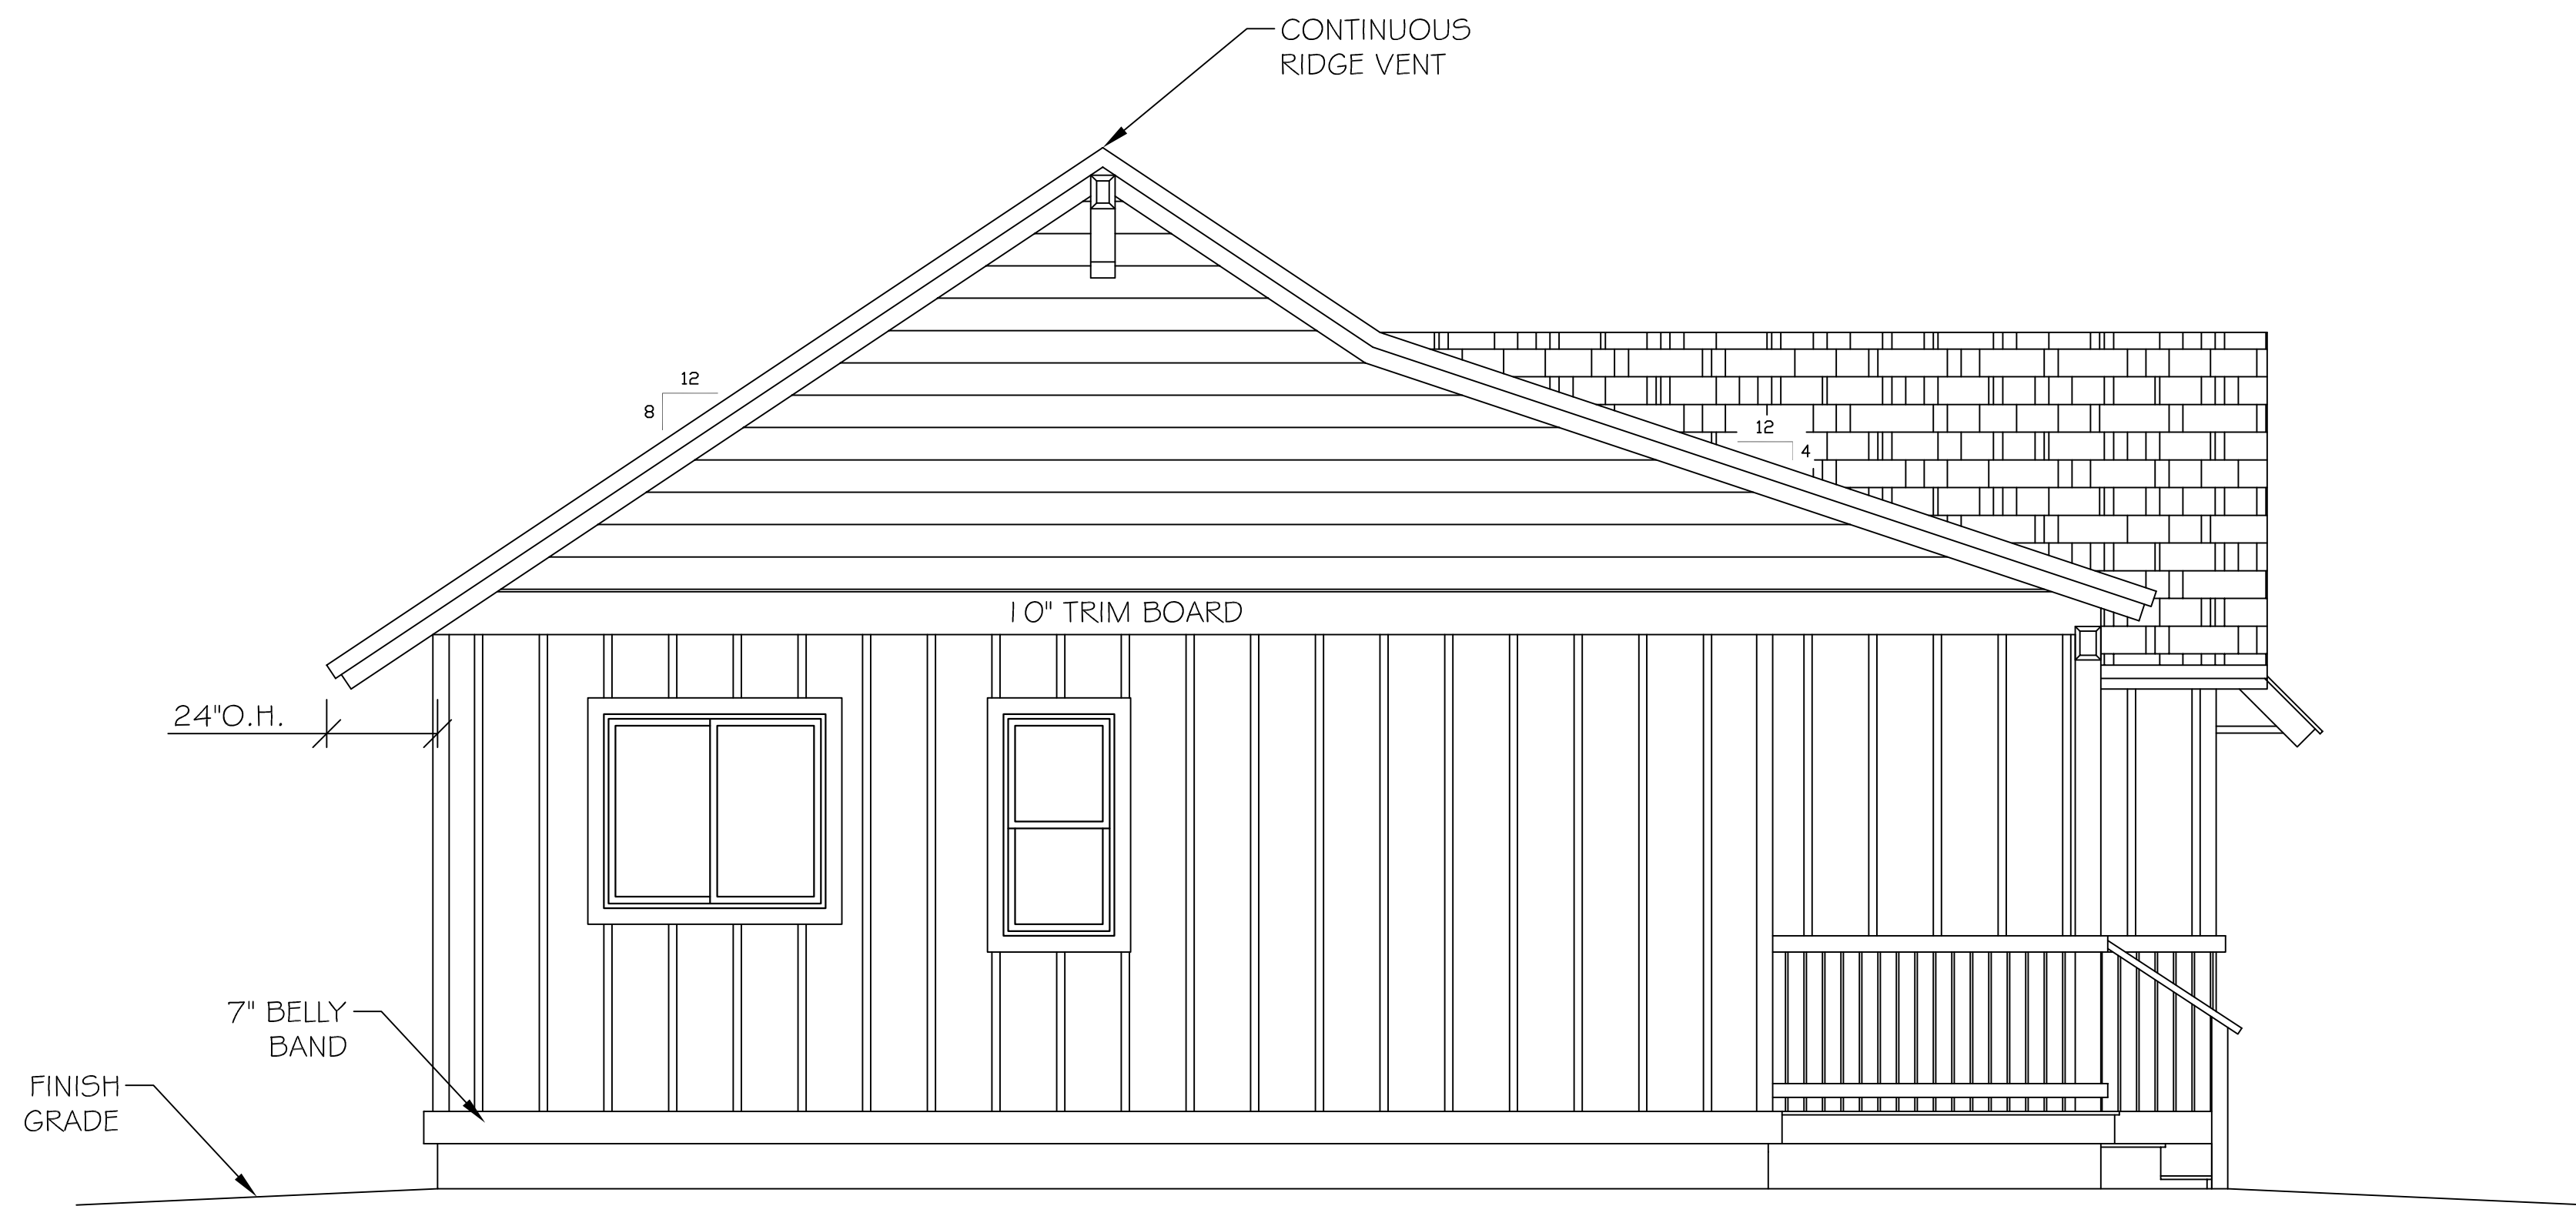 CONTINUOUS
RIDGE VENT
12
8
12
4
10" TRIM BOARD
24"O.H.
7" BELLY
BAND
FINISH
GRADE